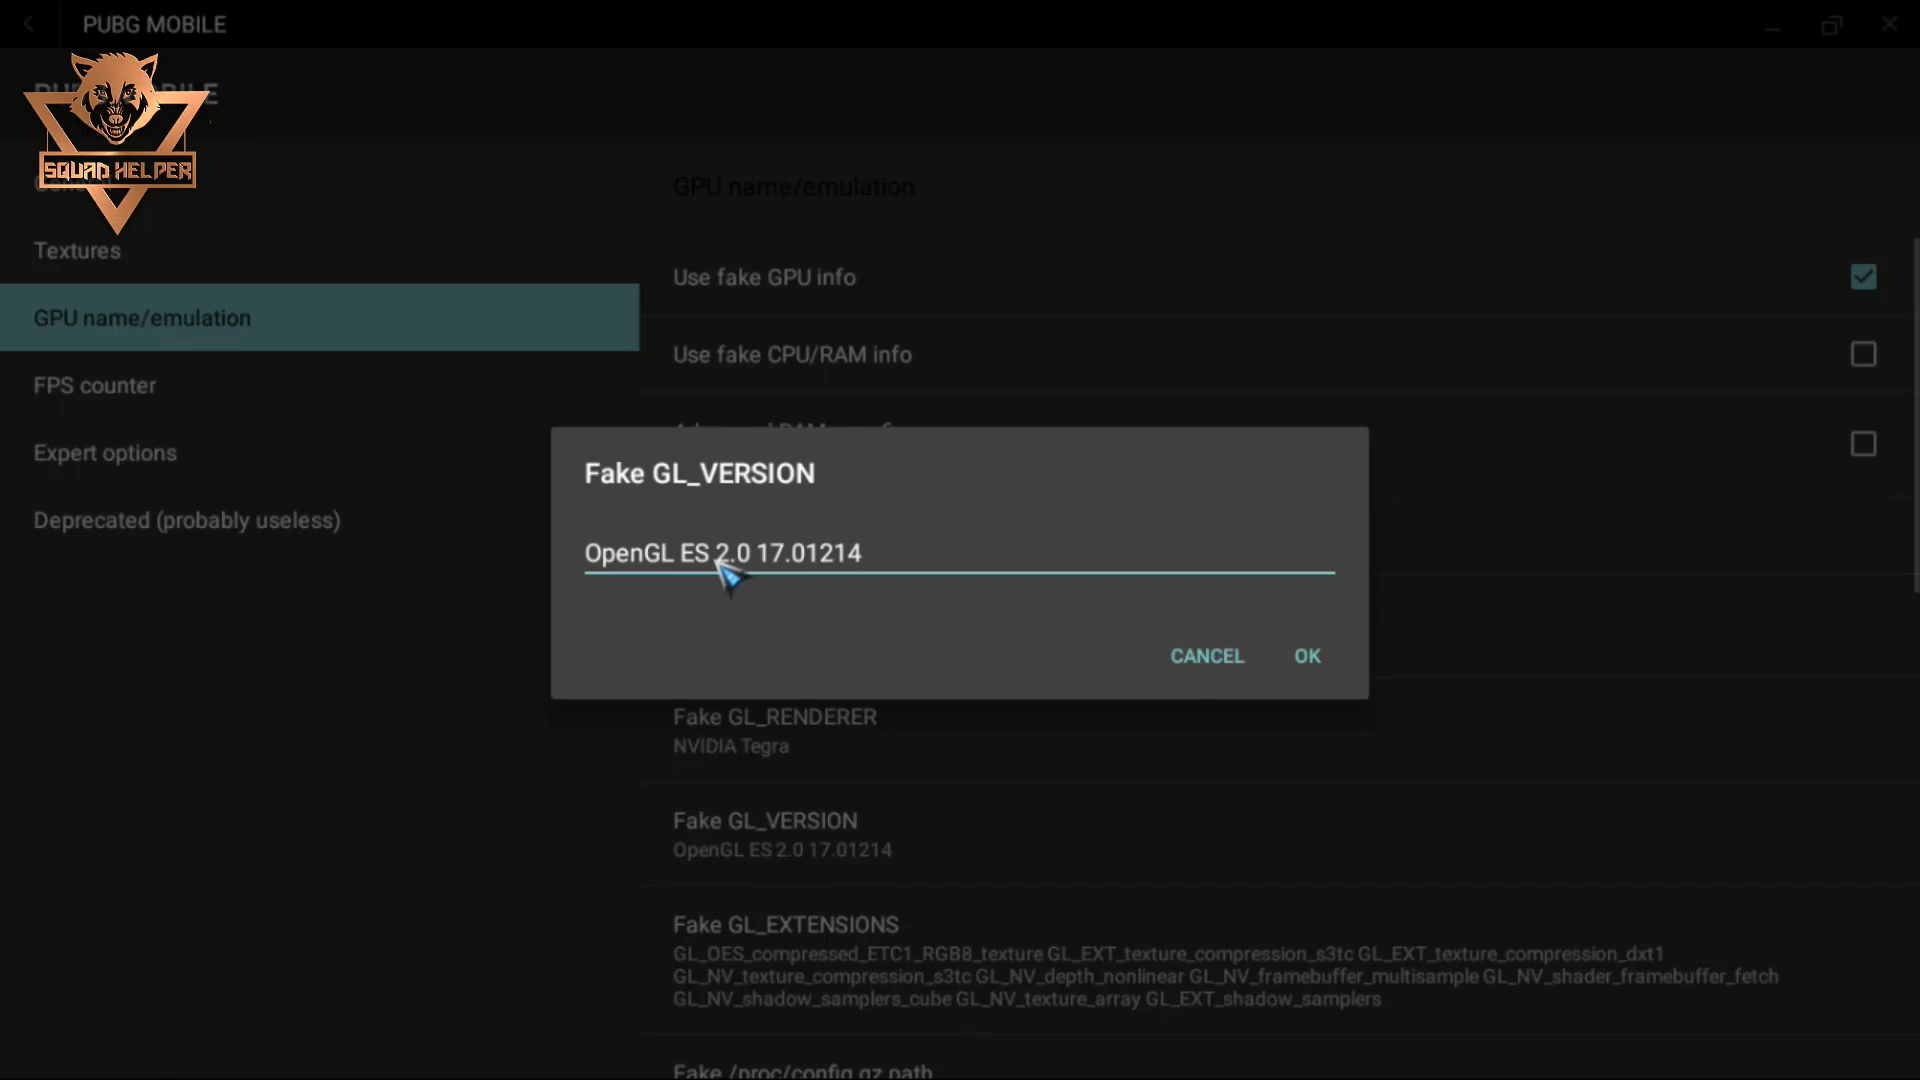 PUBG MOBILE
SQUAD HELPER
General
Textures
GPU name/emulation
FPS counter
Expert options
Deprecated (probably useless)
GPU name/emulation
Use fake GPU info
Use fake CPU/RAM info
Fake GL_VERSION
OpenGL ES 2.0 17.01214
CANCEL
OK
Fake GL_RENDERER
NVIDIA Tegra
Fake GL_VERSION
OpenGL ES 2.0 17.01214
Fake GL_EXTENSIONS
GL_OES_compressed_ETC1_RGB8_texture GL_EXT_texture_compression_s3tc GL_EXT_texture_compression_dxt1
GL_NV_texture_compression_s3tc GL_NV_depth_nonlinear GL_NV_framebuffer_multisample GL_NV_shader_framebuffer_fetch
GL_NV_shadow_samplers_cube GL_NV_texture_array GL_EXT_shadow_samplers
Fake /proc/config.gz path